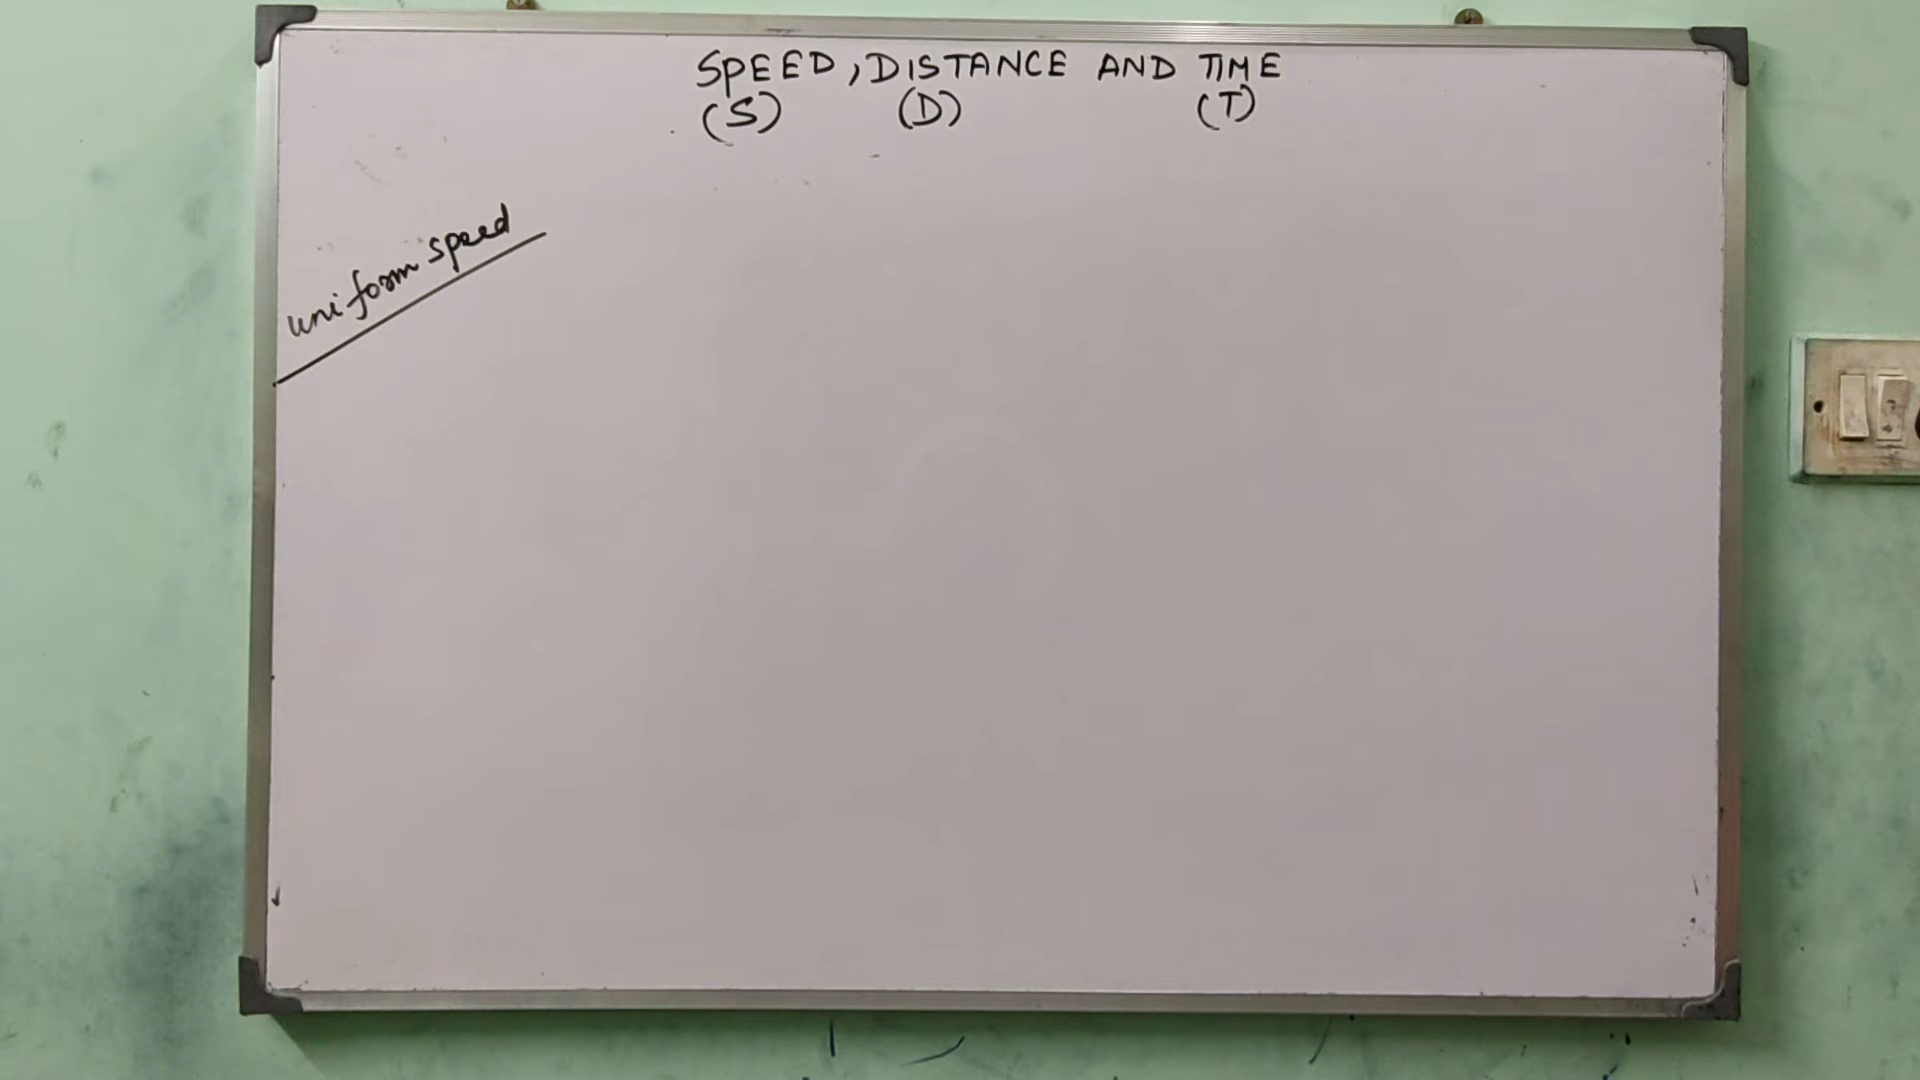 SPEED, DISTANCE AND TIME
(S) (D) (T)
uniform speed